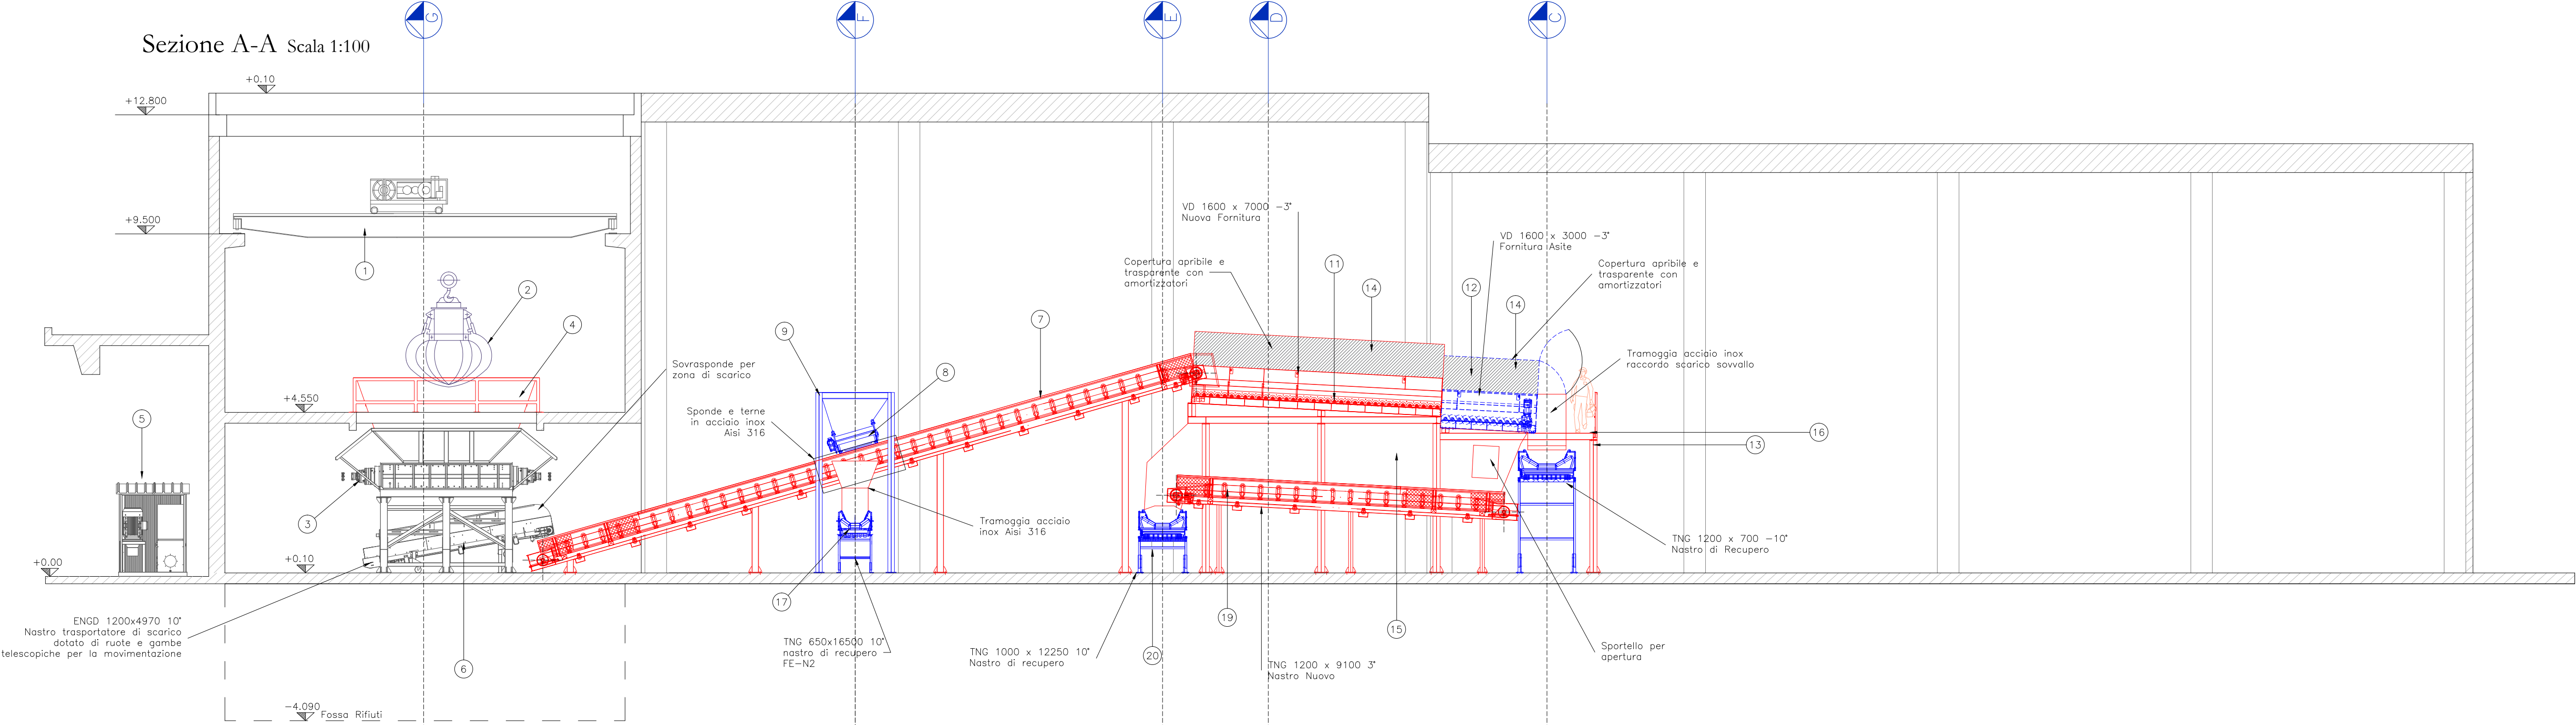 G
F
E
D
C
Sezione A-A Scala 1:100
+0.10
+12.800
+9.500
1
2
4
+4.550
5
3
+0.00
+0.10
ENGD 1200x4970 10°
Nastro trasportatore di scarico
dotato di ruote e gambe
telescopiche per la movimentazione
6
-4.090
Fossa Rifiuti
Sovrasponde per
zona di scarico
Sponde e terne
in acciaio inox
Aisi 316
9
8
7
17
TNG 650x16500 10°
nastro di recupero
FE-N2
Tramoggia acciaio
inox Aisi 316
TNG 1000 x 12250 10°
Nastro di recupero
VD 1600 x 7000 -3°
Nuova Fornitura
Copertura apribile e
trasparente con
amortizzatori
11
14
12
14
VD 1600 x 3000 -3°
Fornitura Asite
Copertura apribile e
trasparente con
amortizzatori
Tramoggia acciaio inox
raccordo scarico sovvallo
16
13
TNG 1200 x 700 -10°
Nastro di Recupero
20
19
15
TNG 1200 x 9100 3°
Nastro Nuovo
Sportello per
apertura